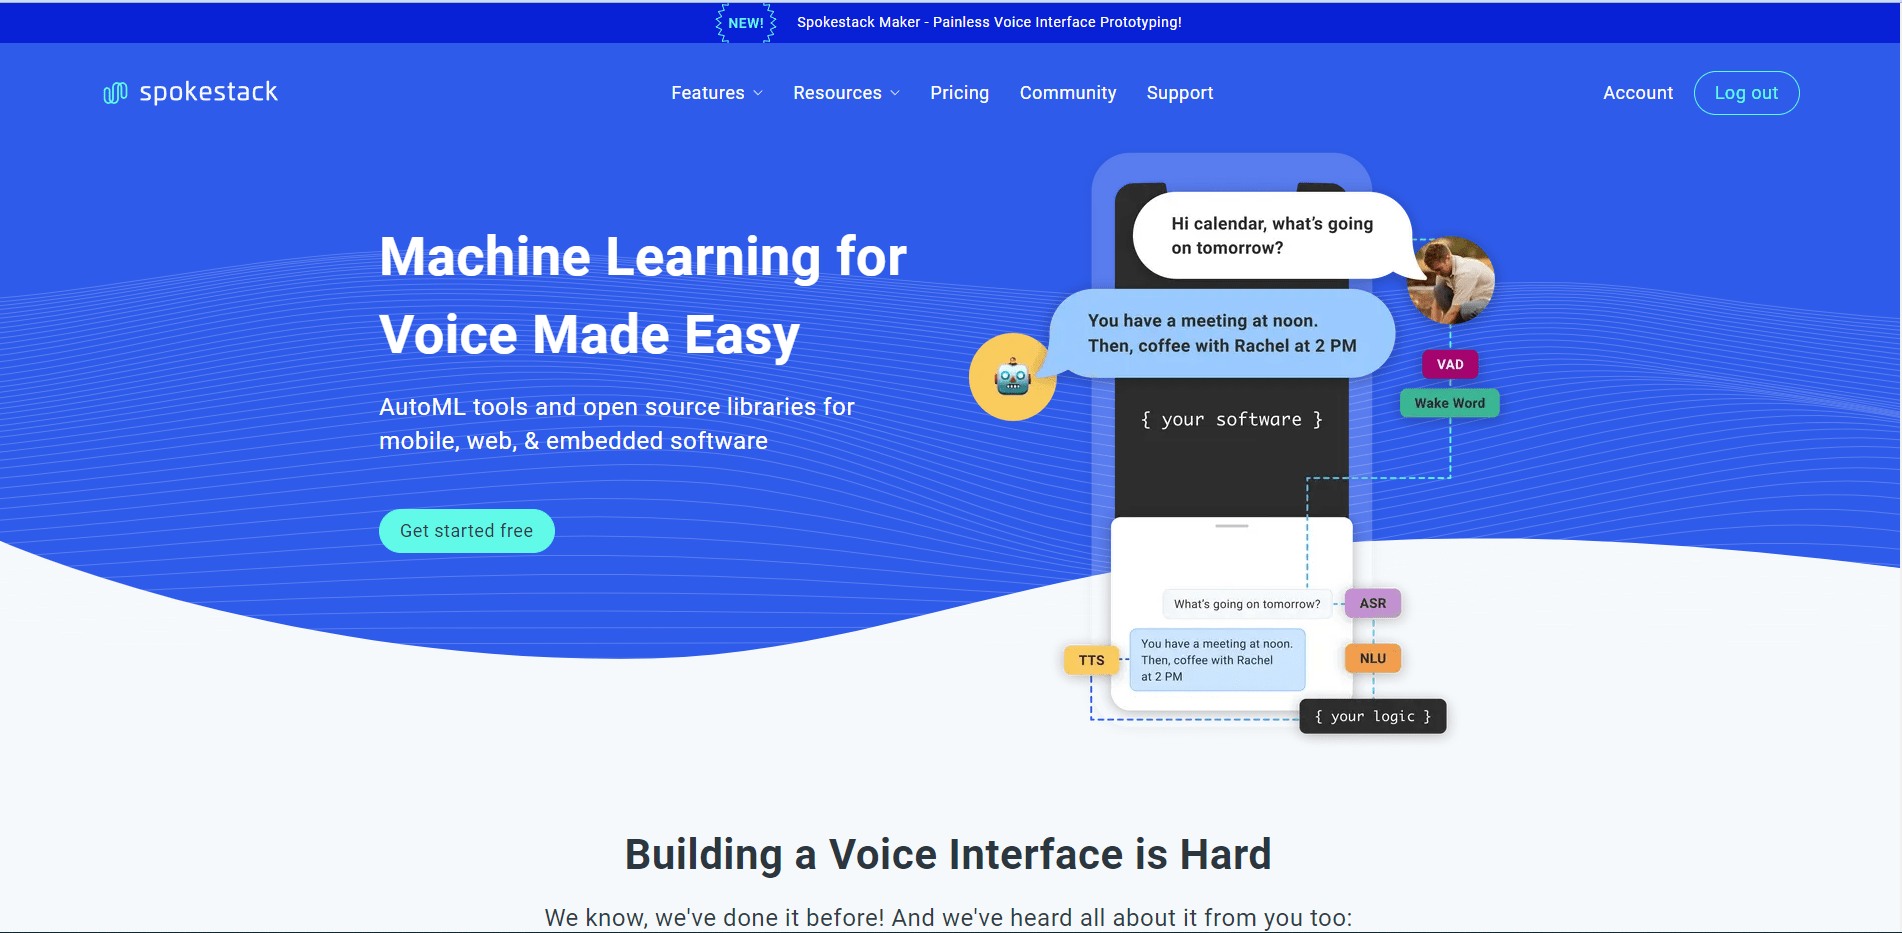 NEW!
Spokestack Maker - Painless Voice Interface Prototyping!
spokestack
Features
Resources
Pricing
Community
Support
Account
Log out
Machine Learning for
Voice Made Easy
AutoML tools and open source libraries for
mobile, web, & embedded software
Get started free
Hi calendar, what’s going
on tomorrow?
You have a meeting at noon.
Then, coffee with Rachel at 2 PM
VAD
Wake Word
{ your software }
What’s going on tomorrow?
ASR
You have a meeting at noon.
Then, coffee with Rachel
at 2 PM
TTS
NLU
{ your logic }
Building a Voice Interface is Hard
We know, we've done it before! And we've heard all about it from you too: